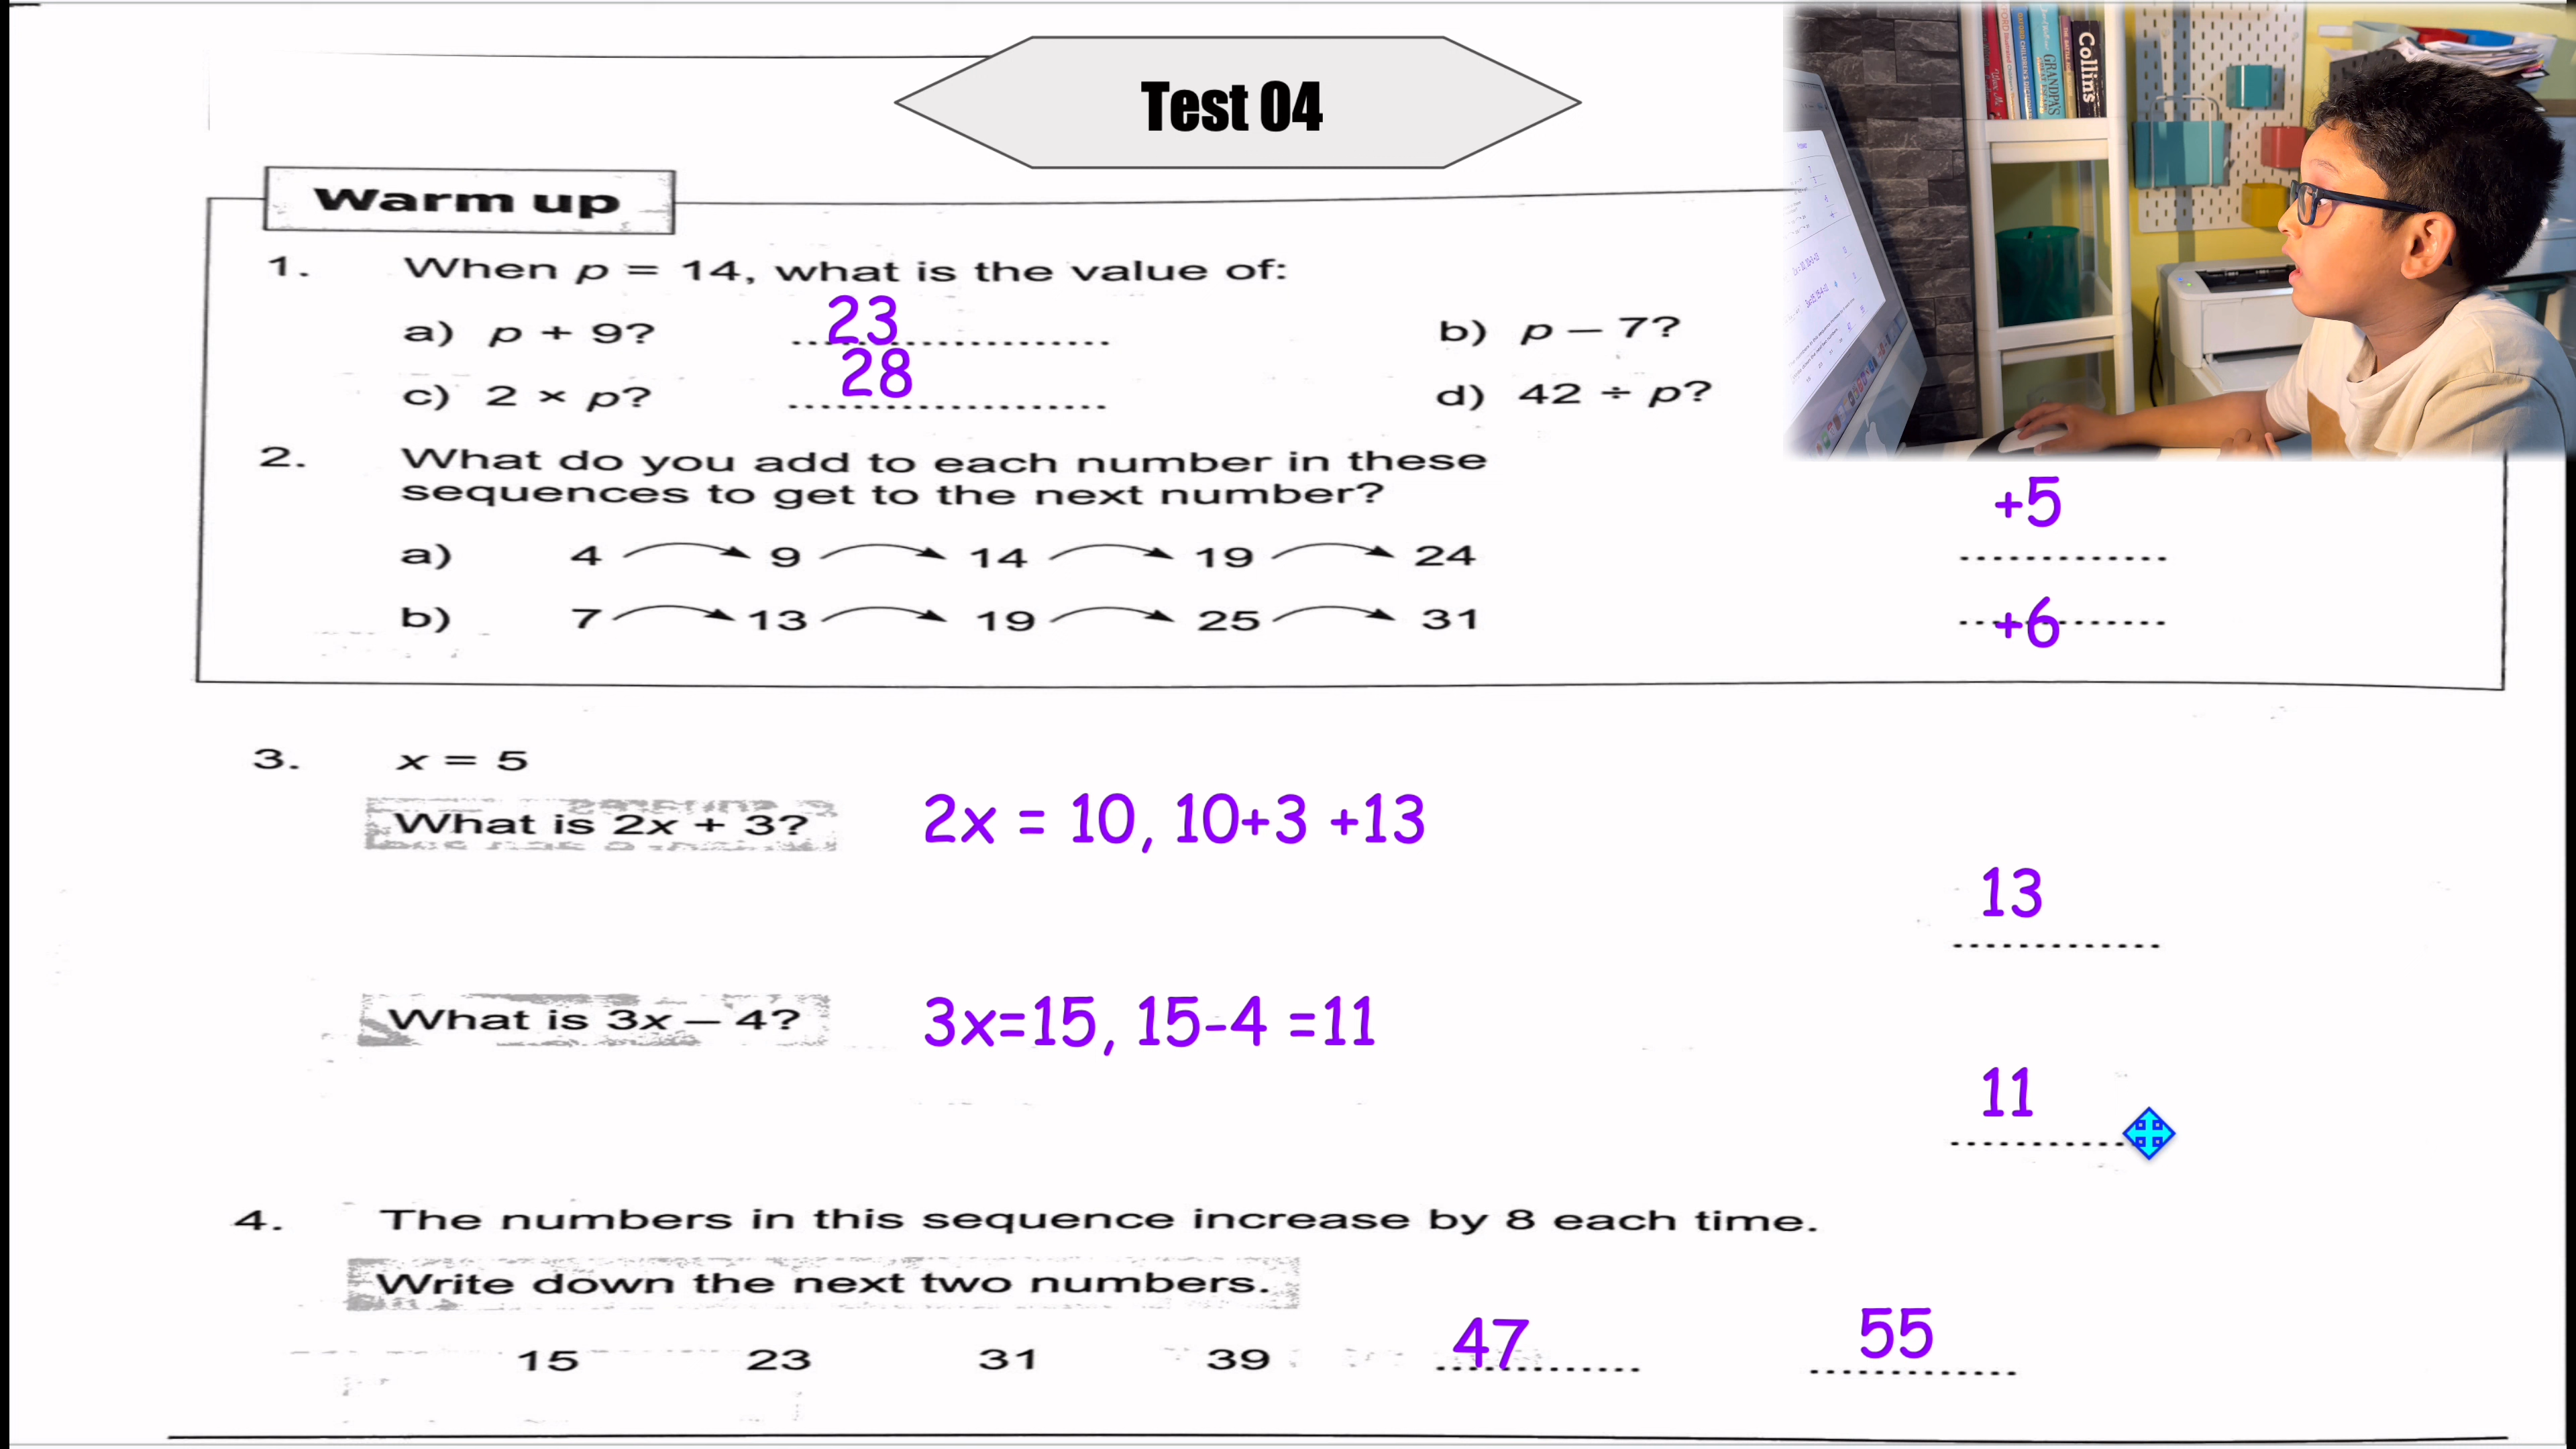 Test 04
Collins
GRANDPA'S
Warm up
1. When p = 14, what is the value of:
a) p + 9? 23 b) p – 7?
c) 2 × p? 28 d) 42 ÷ p?
2. What do you add to each number in these
sequences to get to the next number?
+5
a) 4 9 14 19 24
b) 7 13 19 25 31 +6
3. x = 5
What is 2x + 3? 2x = 10, 10+3 +13
13
What is 3x – 4? 3x=15, 15-4 =11
11
4. The numbers in this sequence increase by 8 each time.
Write down the next two numbers.
15 23 31 39 47 55